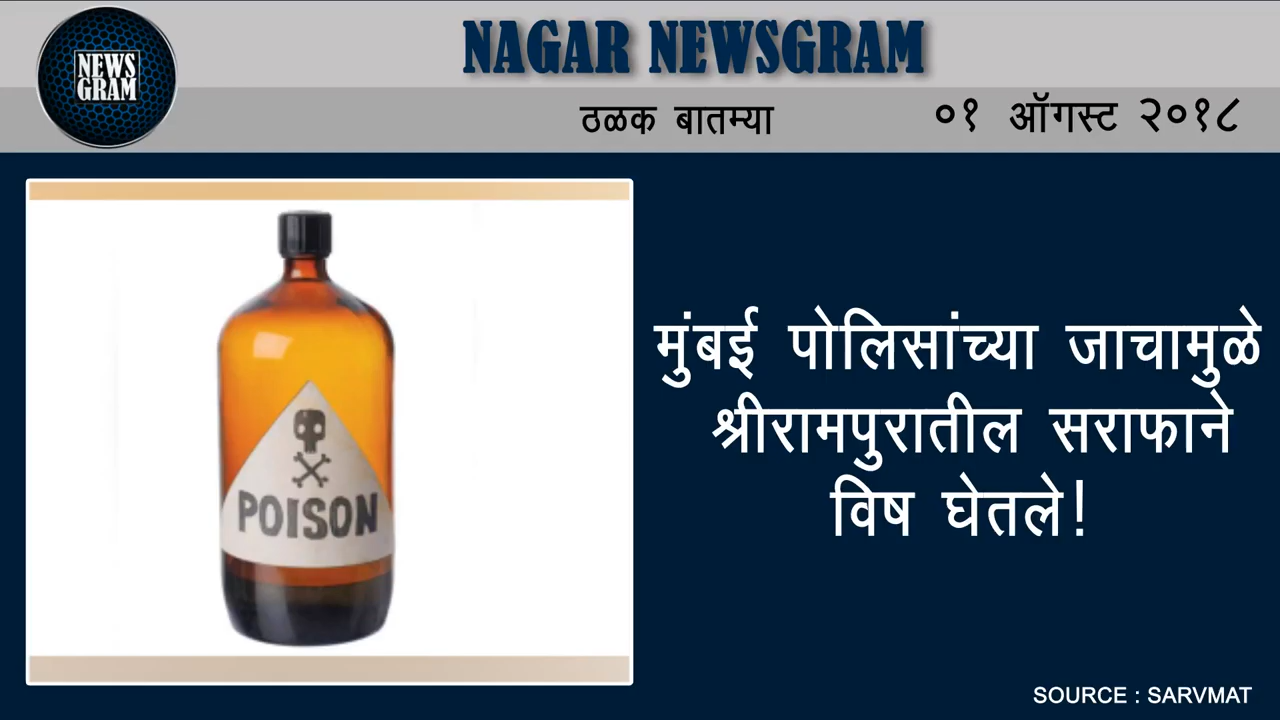 NEWS
GRAM
NAGAR NEWSGRAM
ठळक बातम्या
०१ ऑगस्ट २०१८
POISON
मुंबई पोलिसांच्या जाचामुळे
श्रीरामपुरातील सराफाने
विष घेतले!
SOURCE : SARVMAT